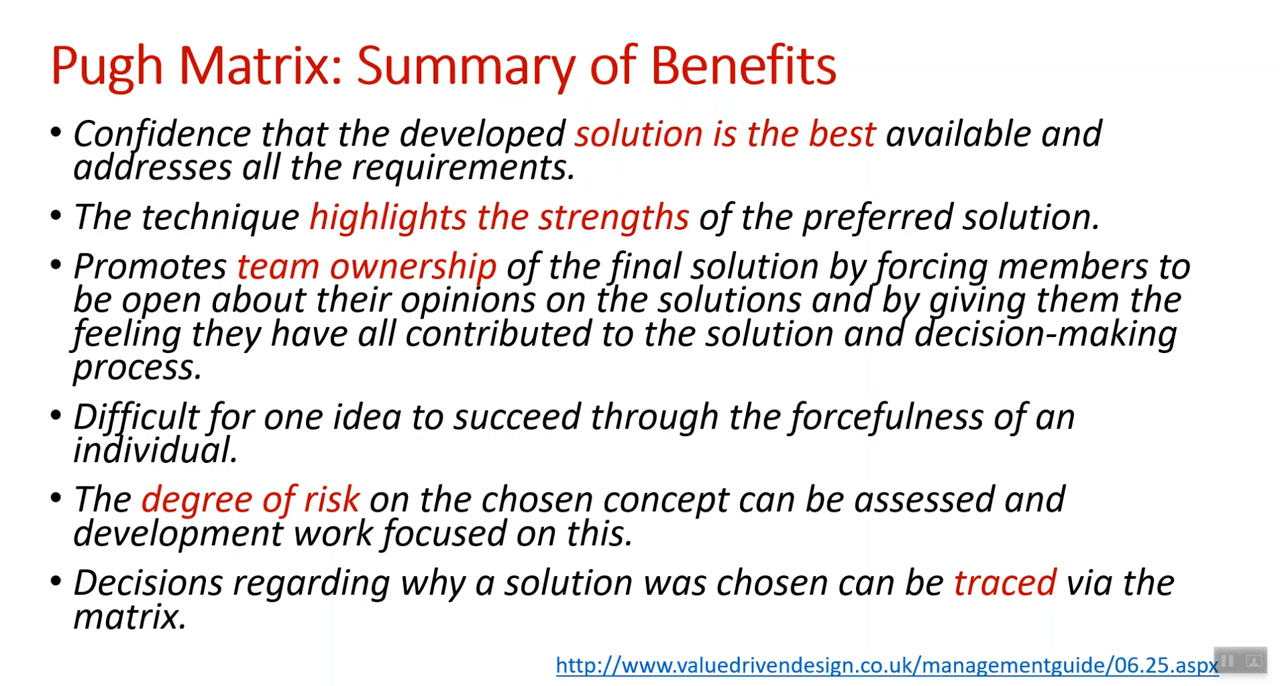 Pugh Matrix: Summary of Benefits
• Confidence that the developed solution is the best available and
addresses all the requirements.
• The technique highlights the strengths of the preferred solution.
• Promotes team ownership of the final solution by forcing members to
be open about their opinions on the solutions and by giving them the
feeling they have all contributed to the solution and decision-making
process.
• Difficult for one idea to succeed through the forcefulness of an
individual.
• The degree of risk on the chosen concept can be assessed and
development work focused on this.
• Decisions regarding why a solution was chosen can be traced via the
matrix.
http://www.valuedrivendesign.co.uk/managementguide/06.25.aspx